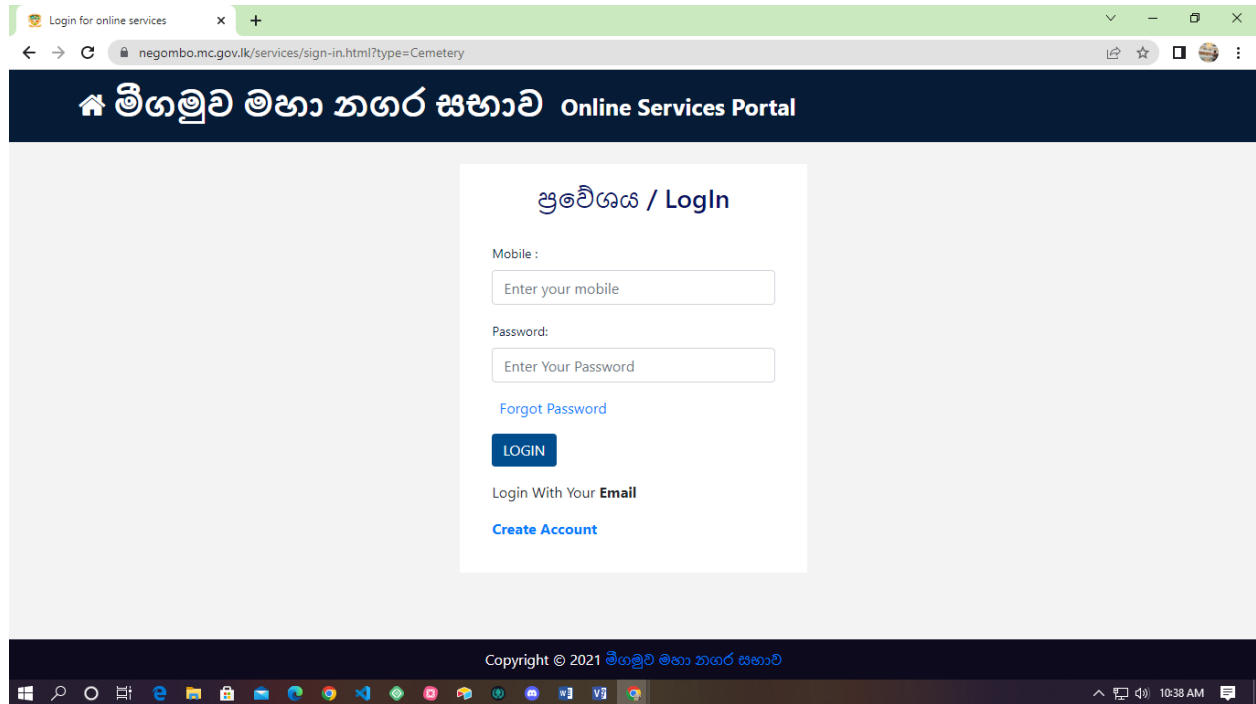 Login for online services
negombo.mc.gov.lk/services/sign-in.html?type=Cemetery
මීගමුව මහා නගර සභාව Online Services Portal
ප්‍රවේශය / LogIn
Mobile :
Enter your mobile
Password:
Enter Your Password
Forgot Password
LOGIN
Login With Your Email
Create Account
Copyright © 2021 මීගමුව මහා නගර සභාව
10:38 AM